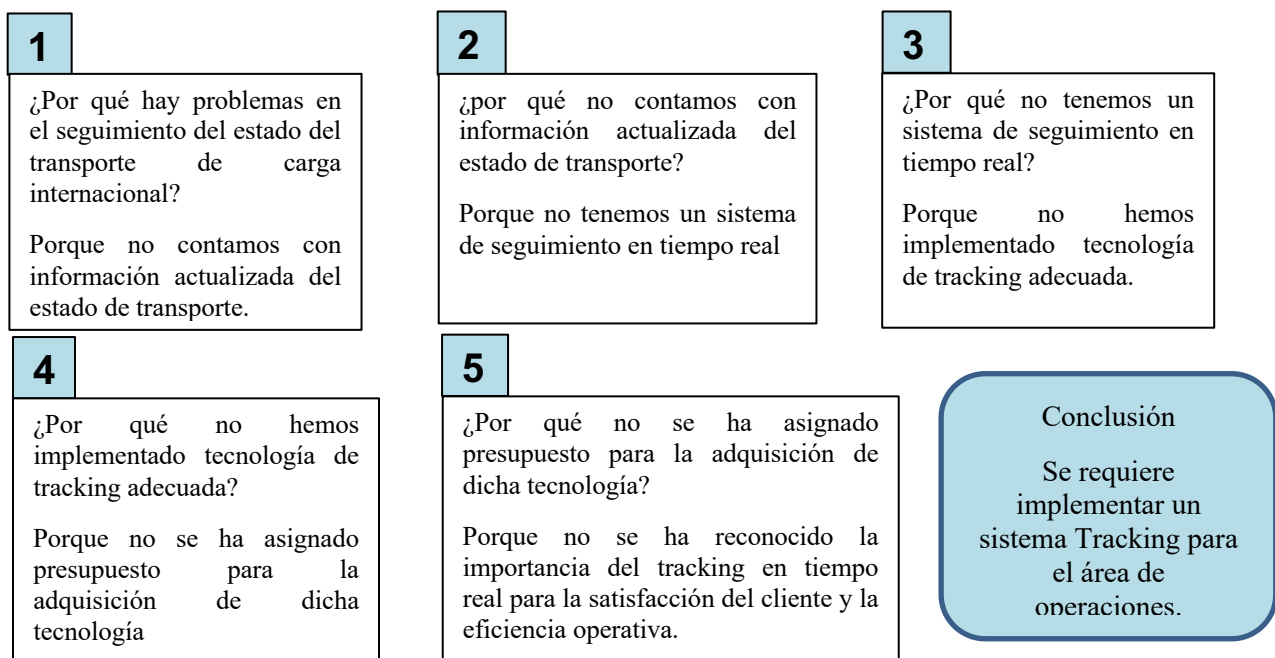 1
¿Por qué hay problemas en
el seguimiento del estado del
transporte de carga
internacional?
Porque no contamos con
información actualizada del
estado de transporte.
2
¿por qué no contamos con
información actualizada del
estado de transporte?
Porque no tenemos un sistema
de seguimiento en tiempo real
3
¿Por qué no tenemos un
sistema de seguimiento en
tiempo real?
Porque no hemos
implementado tecnología
de tracking adecuada.
4
¿Por qué no hemos
implementado tecnología de
tracking adecuada?
Porque no se ha asignado
presupuesto para la
adquisición de dicha
tecnología
5
¿Por qué no se ha asignado
presupuesto para la adquisición de
dicha tecnología?
Porque no se ha reconocido la
importancia del tracking en tiempo
real para la satisfacción del cliente y la
eficiencia operativa.
Conclusión
Se requiere
implementar un
sistema Tracking para
el área de
operaciones.